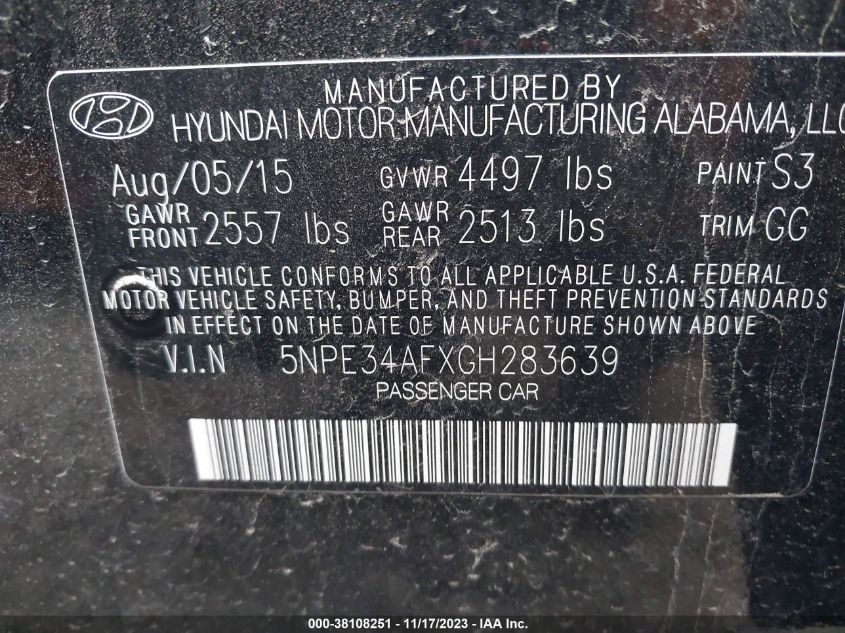 MANUFACTURED BY
HYUNDAI MOTOR MANUFACTURING ALABAMA, LLC
Aug/05/15 GVWR 4497 lbs PAINT S3
GAWR FRONT 2557 lbs GAWR REAR 2513 lbs TRIM GG
THIS VEHICLE CONFORMS TO ALL APPLICABLE U.S.A. FEDERAL
MOTOR VEHICLE SAFETY, BUMPER, AND THEFT PREVENTION STANDARDS
IN EFFECT ON THE DATE OF MANUFACTURE SHOWN ABOVE
V.I.N 5NPE34AFXGH283639
PASSENGER CAR
000-38108251 - 11/17/2023 - IAA Inc.